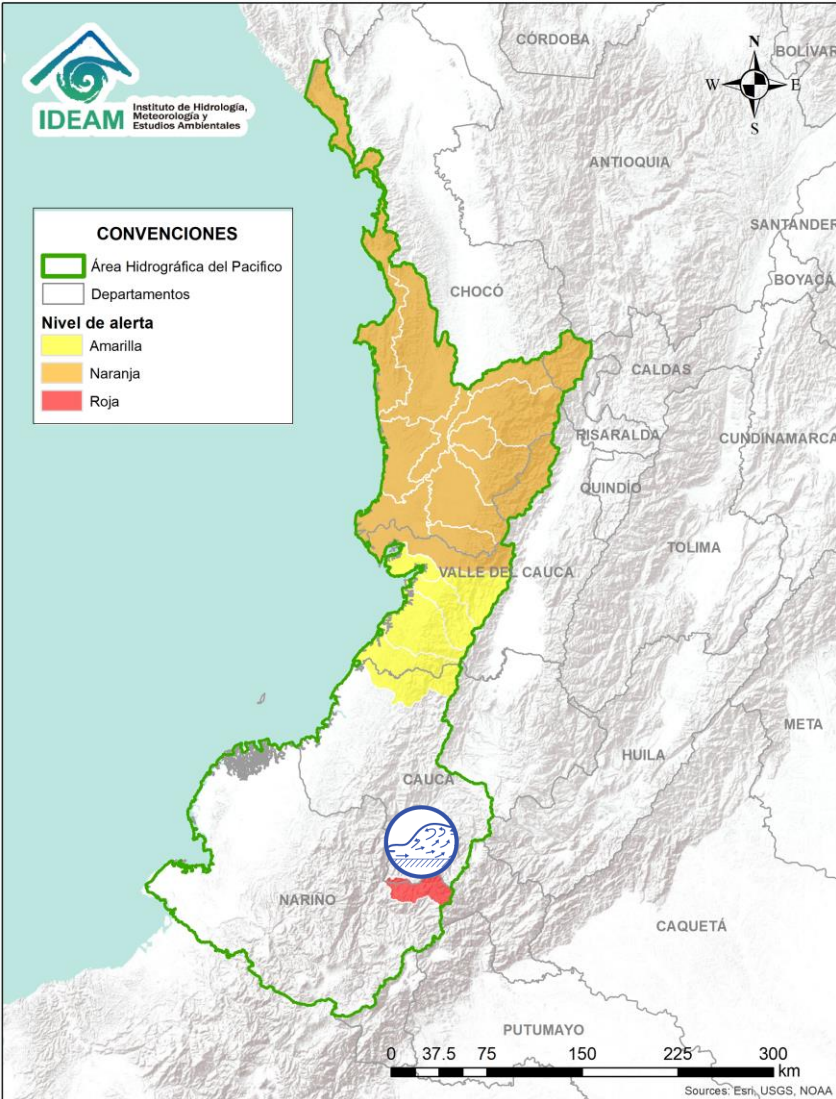 IDEAM
Instituto de Hidrología,
Meteorología y
Estudios Ambientales
CÓRDOBA
BOLÍVAR
N
W
E
S
ANTIOQUIA
SANTANDER
BOYACÁ
CONVENCIONES
Área Hidrográfica del Pacifico
Departamentos
Nivel de alerta
Amarilla
Naranja
Roja
CHOCÓ
CALDAS
RISARALDA
CUNDINAMARCA
QUINDÍO
TOLIMA
VALLE DEL CAUCA
META
HUILA
CAUCA
NARIÑO
CAQUETÁ
PUTUMAYO
0 37.5 75 150 225 300
km
Sources: Esri, USGS, NOAA